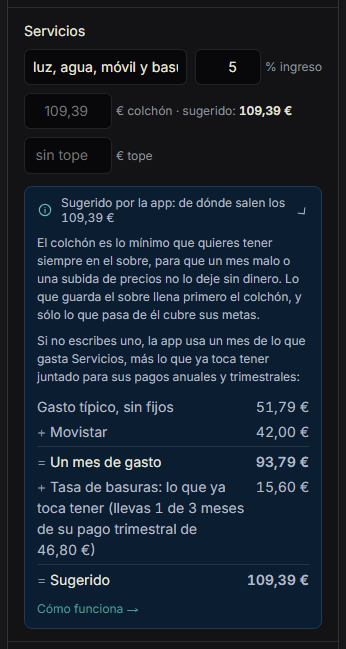 Servicios
luz, agua, móvil y basu
5 % ingreso
109,39 € colchón · sugerido: 109,39 €
sin tope € tope
Sugerido por la app: de dónde salen los
109,39 €
El colchón es lo mínimo que quieres tener
siempre en el sobre, para que un mes malo o
una subida de precios no lo deje sin dinero. Lo
que guarda el sobre llena primero el colchón, y
sólo lo que pasa de él cubre sus metas.
Si no escribes uno, la app usa un mes de lo que
gasta Servicios, más lo que ya toca tener
juntado para sus pagos anuales y trimestrales:
Gasto típico, sin fijos 51,79 €
+ Movistar 42,00 €
= Un mes de gasto 93,79 €
+ Tasa de basuras: lo que ya 15,60 €
toca tener (llevas 1 de 3 meses
de su pago trimestral de
46,80 €)
= Sugerido 109,39 €
Cómo funciona →